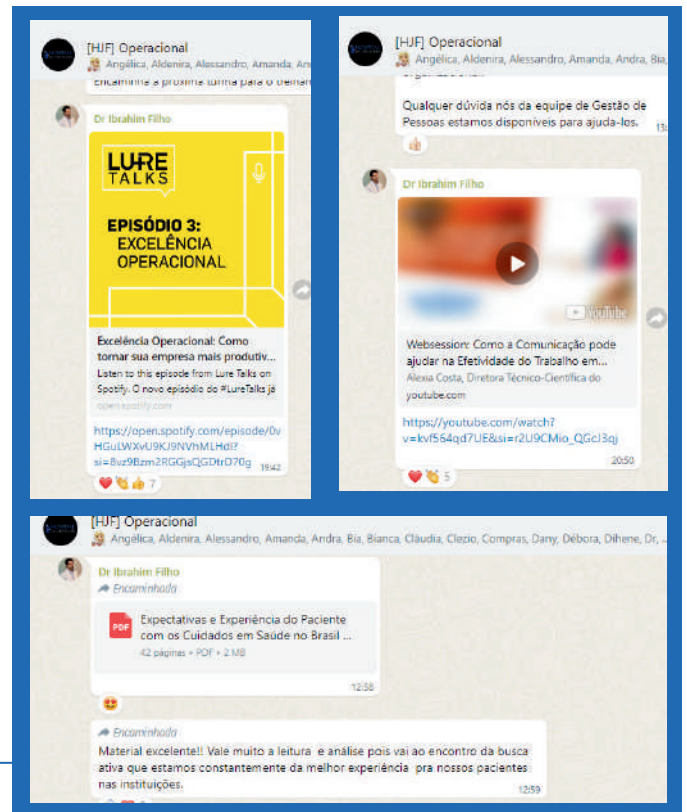 [HJF] Operacional
Angélica, Aldenira, Alessandro, Amanda,
Encaminha a próxima turma para o
Dr Ibrahim Filho
LURE
TALKS
EPISÓDIO 3:
EXCELÊNCIA
OPERACIONAL
Excelência Operacional: Como
tornar sua empresa mais produtiv...
Listen to this episode from Lure Talks on
Spotify. O novo episódio do #LureTalks já
open.spotify.com
https://open.spotify.com/episode/0v
HGuLWXvU9KJ9NVhMLHdI?
si=8vz9Bzm2RGGjsQGDtrD70g 19:42
7
[HJF] Operacional
Angélica, Aldenira, Alessandro, Amanda, Andra, Bia,
Qualquer dúvida nós da equipe de Gestão de
Pessoas estamos disponíveis para ajuda-los.
Dr Ibrahim Filho
YouTube
Websession: Como a Comunicação pode
ajudar na Efetividade do Trabalho em...
Alexia Costa, Diretora Técnico-Científica do
youtube.com
https://youtube.com/watch?
v=kvf564qd7UE&si=r2U9CMio_QGcJ3qj
20:50
5
[HJF] Operacional
Angélica, Aldenira, Alessandro, Amanda, Andra, Bia, Bianca, Cláudia, Clezio, Compras, Dany, Débora, Dihene, Dr, ...
Dr Ibrahim Filho
Encaminhada
PDF
Expectativas e Experiência do Paciente
com os Cuidados em Saúde no Brasil ...
42 páginas • PDF • 2 MB
12:58
Encaminhada
Material excelente!! Vale muito a leitura e análise pois vai ao encontro da busca
ativa que estamos constantemente da melhor experiência pra nossos pacientes
nas instituições.
12:59